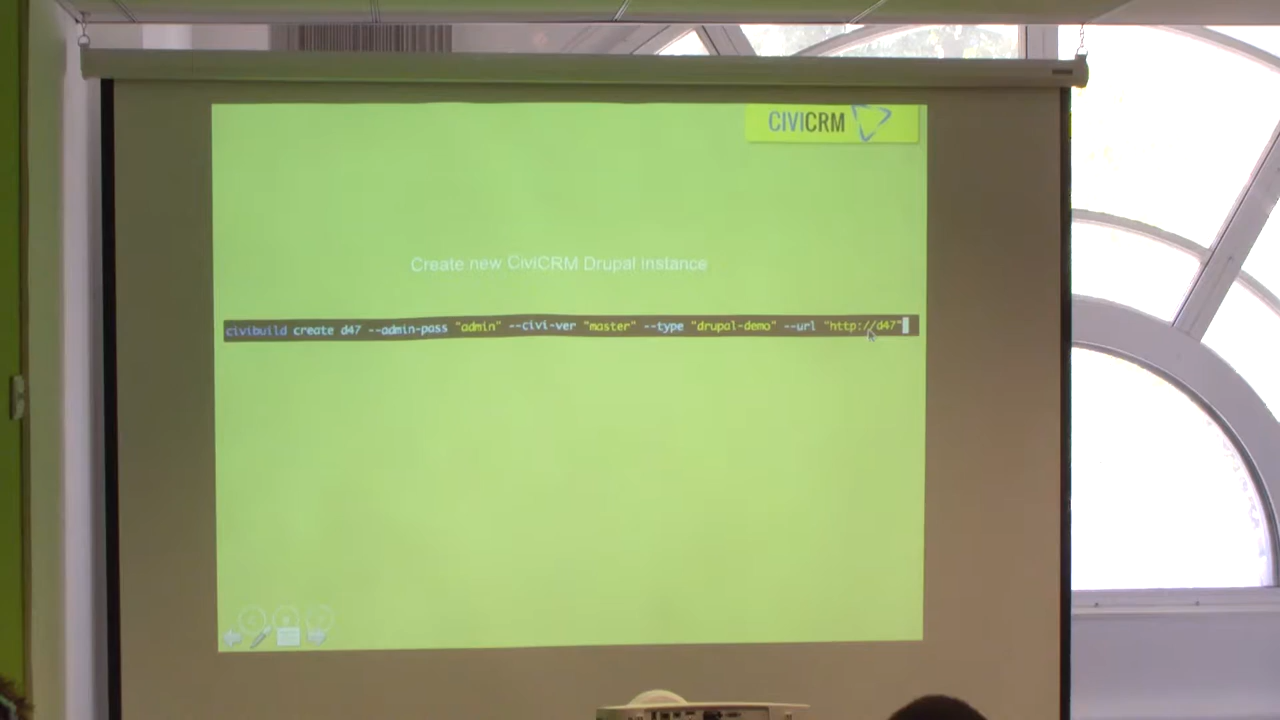 CIVICRM
Create new CiviCRM Drupal instance
civibuild create d47 --admin-pass "admin" --civi-ver "master" --type "drupal-demo" --url "http://d47"